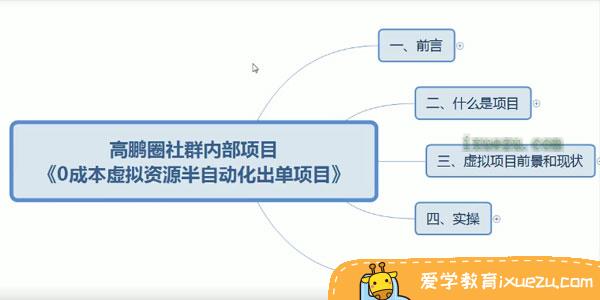 高鹏圈社群内部项目
《0成本虚拟资源半自动化出单项目》
一、前言
二、什么是项目
ixuezu.com
三、虚拟项目前景和现状
四、实操
爱学教育ixuezu.com